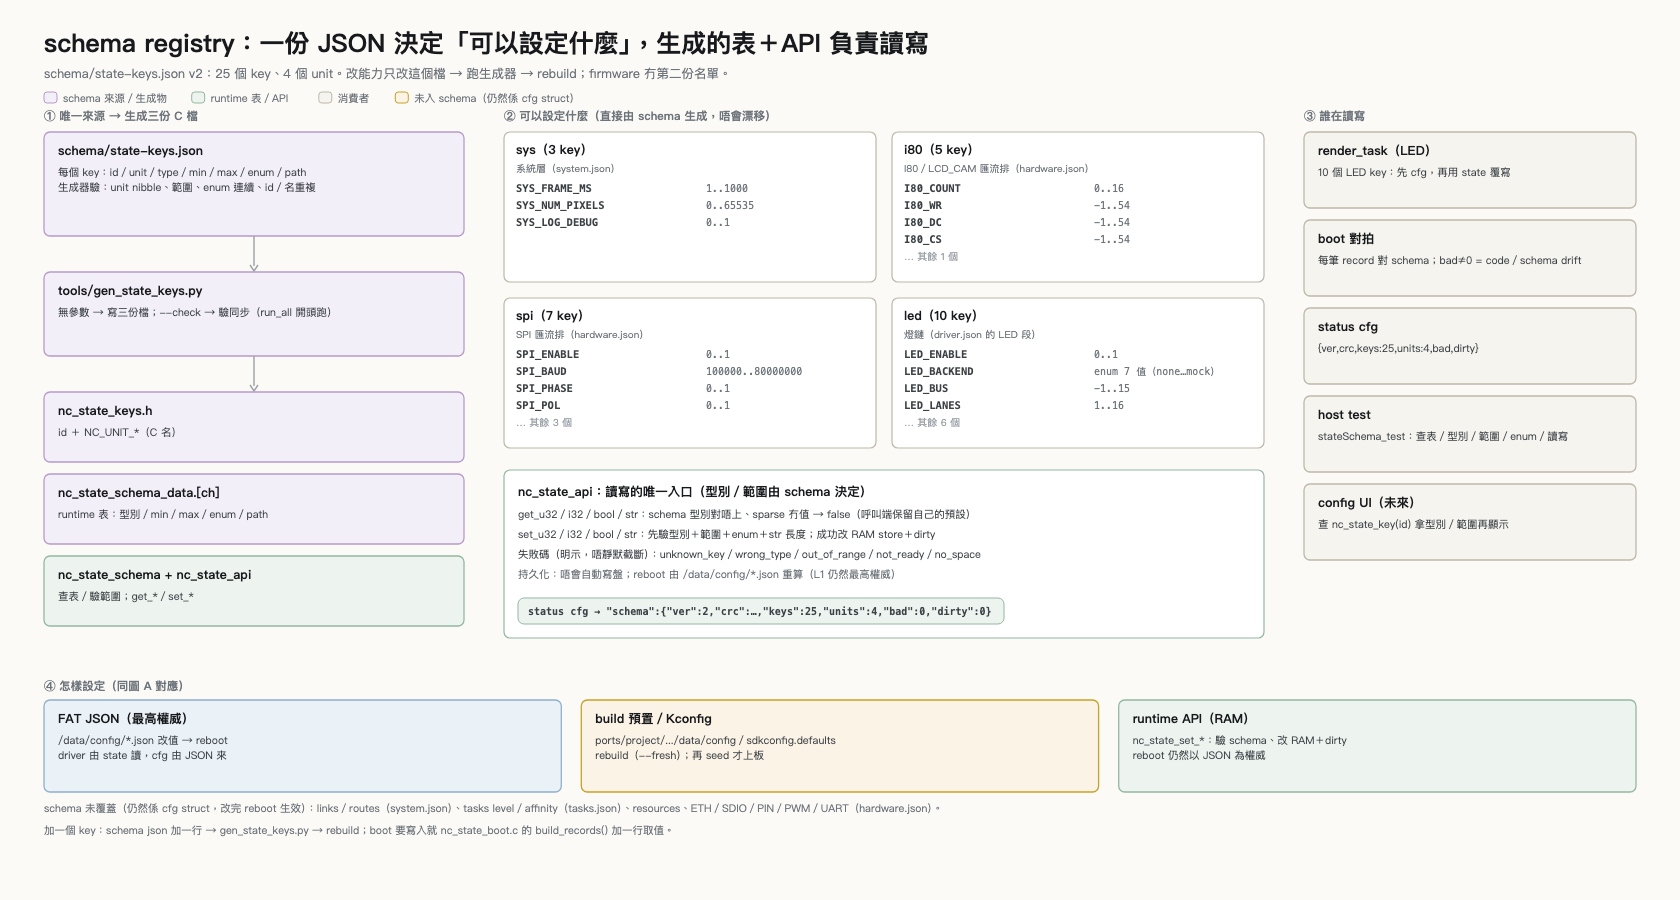 schema registry：一份 JSON 決定「可以設定什麼」，生成的表＋API 負責讀寫
schema/state-keys.json v2：25 個 key、4 個 unit。改能力只改這個檔 → 跑生成器 → rebuild；firmware 冇第二份名單。
schema 來源 / 生成物
runtime 表 / API
消費者
未入 schema（仍然係 cfg struct）
① 唯一來源 → 生成三份 C 檔
schema/state-keys.json
每個 key：id / unit / type / min / max / enum / path
生成器驗：unit nibble、範圍、enum 連續、id / 名重複
tools/gen_state_keys.py
無參數 → 寫三份檔；--check → 驗同步（run_all 開頭跑）
nc_state_keys.h
id ＋ NC_UNIT_*（C 名）
nc_state_schema_data.[ch]
runtime 表：型別 / min / max / enum / path
nc_state_schema + nc_state_api
查表 / 驗範圍；get_* / set_*
② 可以設定什麼（直接由 schema 生成，唔會漂移）
sys（3 key）
系統層（system.json）
SYS_FRAME_MS 1..1000
SYS_NUM_PIXELS 0..65535
SYS_LOG_DEBUG 0..1
i80（5 key）
I80 / LCD_CAM 匯流排（hardware.json）
I80_COUNT 0..16
I80_WR −1..54
I80_DC −1..54
I80_CS −1..54
… 其餘 1 個
spi（7 key）
SPI 匯流排（hardware.json）
SPI_ENABLE 0..1
SPI_BAUD 100000..80000000
SPI_PHASE 0..1
SPI_POL 0..1
… 其餘 3 個
led（10 key）
燈鏈（driver.json 的 LED 段）
LED_ENABLE 0..1
LED_BACKEND enum 7 值（none…mock）
LED_BUS −1..15
LED_LANES 1..16
… 其餘 6 個
nc_state_api：讀寫的唯一入口（型別 / 範圍由 schema 決定）
get_u32 / i32 / bool / str：schema 型別對唔上、sparse 冇值 → false（呼叫端保留自己的預設）
set_u32 / i32 / bool / str：先驗型別＋範圍＋enum＋str 長度；成功改 RAM store＋dirty
失敗碼（明示，唔靜默截斷）：unknown_key / wrong_type / out_of_range / not_ready / no_space
持久化：唔會自動寫盤；reboot 由 /data/config/*.json 重算（L1 仍然最高權威）
status cfg → "schema":{"ver":2,"crc":…,"keys":25,"units":4,"bad":0,"dirty":0}
③ 誰在讀寫
render_task（LED）
10 個 LED key：先 cfg，再用 state 覆寫
boot 對拍
每筆 record 對 schema；bad≠0 = code / schema drift
status cfg
{ver,crc,keys:25,units:4,bad,dirty}
host test
stateSchema_test：查表 / 型別 / 範圍 / enum / 讀寫
config UI（未來）
查 nc_state_key(id) 拿型別 / 範圍再顯示
④ 怎樣設定（同圖 A 對應）
FAT JSON（最高權威）
/data/config/*.json 改值 → reboot
driver 由 state 讀，cfg 由 JSON 來
build 預置 / Kconfig
ports/project/.../data/config / sdkconfig.defaults
rebuild（--fresh）；再 seed 才上板
runtime API（RAM）
nc_state_set_*：驗 schema、改 RAM＋dirty
reboot 仍然以 JSON 為權威
schema 未覆蓋（仍然係 cfg struct，改完 reboot 生效）：links / routes（system.json）、tasks level / affinity（tasks.json）、resources、ETH / SDIO / PIN / PWM / UART（hardware.json）。
加一個 key：schema json 加一行 → gen_state_keys.py → rebuild；boot 要寫入就 nc_state_boot.c 的 build_records() 加一行取值。